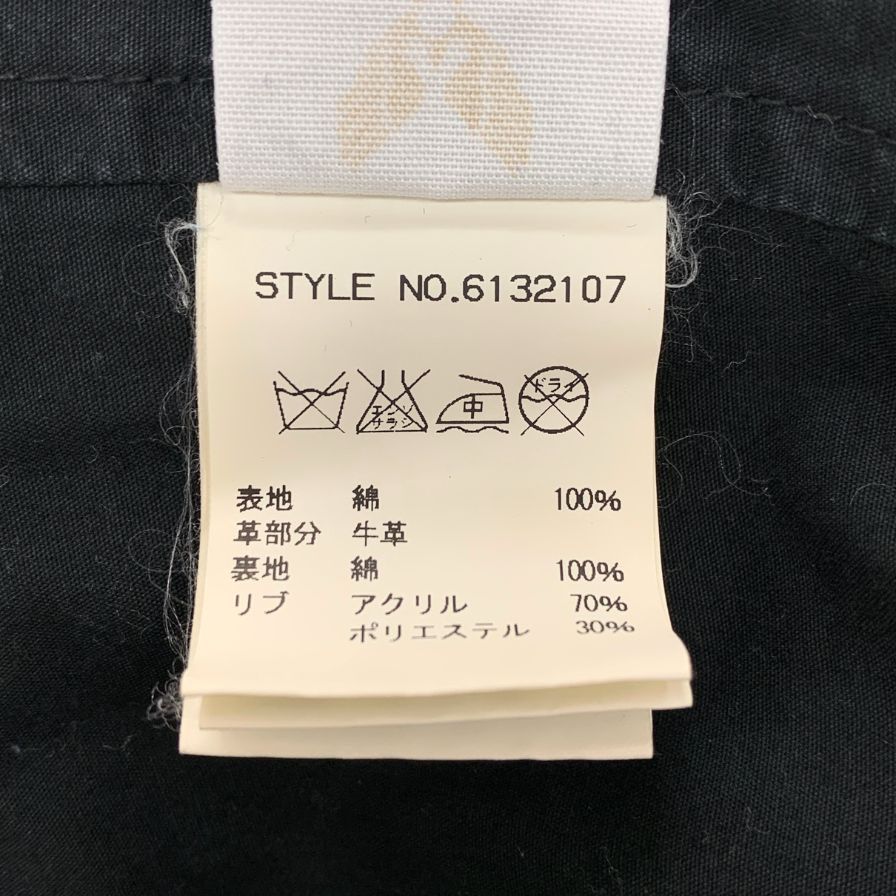 STYLE NO.6132107
エンソ サラシ 中 ドライ
表地 綿 100%
革部分 牛革
裏地 綿 100%
リブ アクリル 70%
ポリエステル 30%